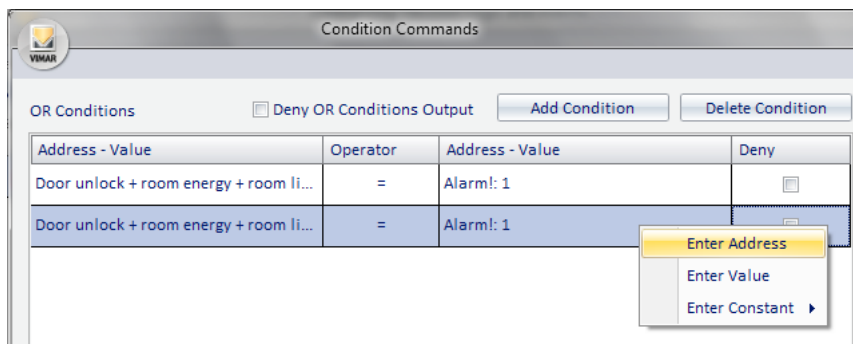 Condition Commands
VIMAR
OR Conditions Deny OR Conditions Output Add Condition Delete Condition
Address - Value Operator Address - Value Deny
Door unlock + room energy + room li... = Alarm!: 1
Door unlock + room energy + room li... = Alarm!: 1
Enter Address
Enter Value
Enter Constant